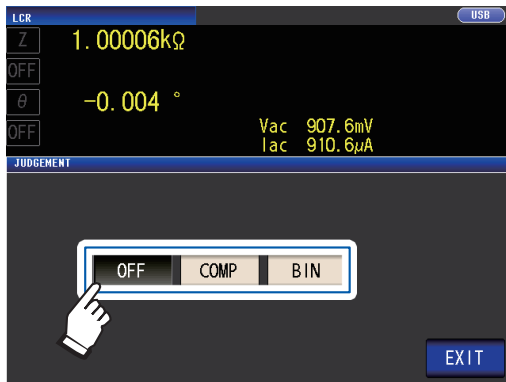 LCR USB
Z 1.00006kΩ
OFF
θ -0.004 °
OFF
Vac 907.6mV
Iac 910.6μA
JUDGEMENT
OFF COMP BIN
EXIT